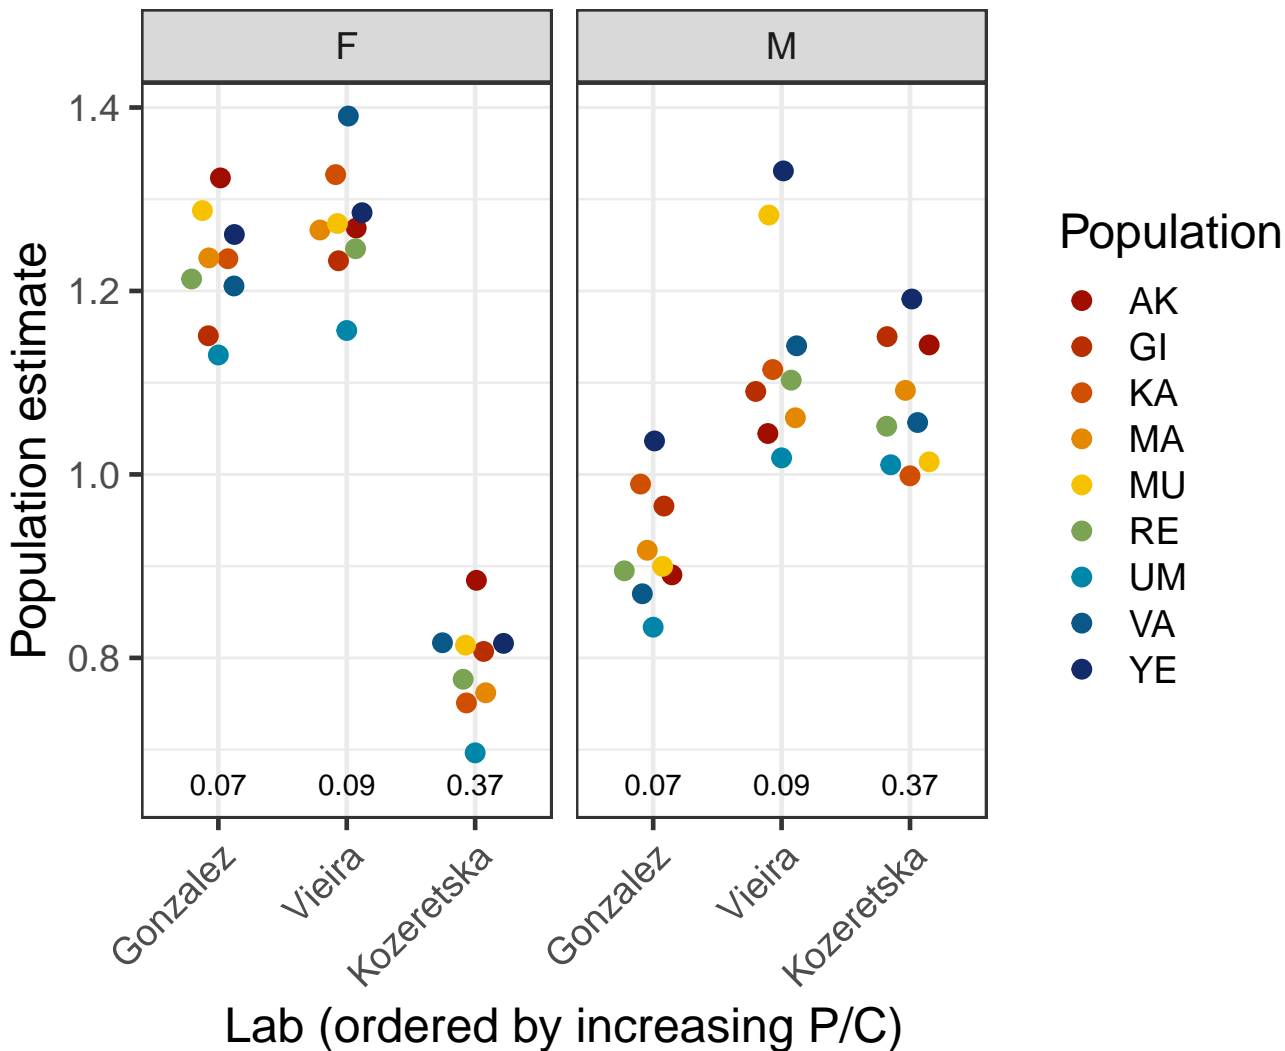 F
M
Population estimate
1.4
1.2
1.0
0.8
0.07
0.09
0.37
0.07
0.09
0.37
Gonzalez
Vieira
Kozeretska
Gonzalez
Vieira
Kozeretska
Lab (ordered by increasing P/C)
Population
AK
GI
KA
MA
MU
RE
UM
VA
YE